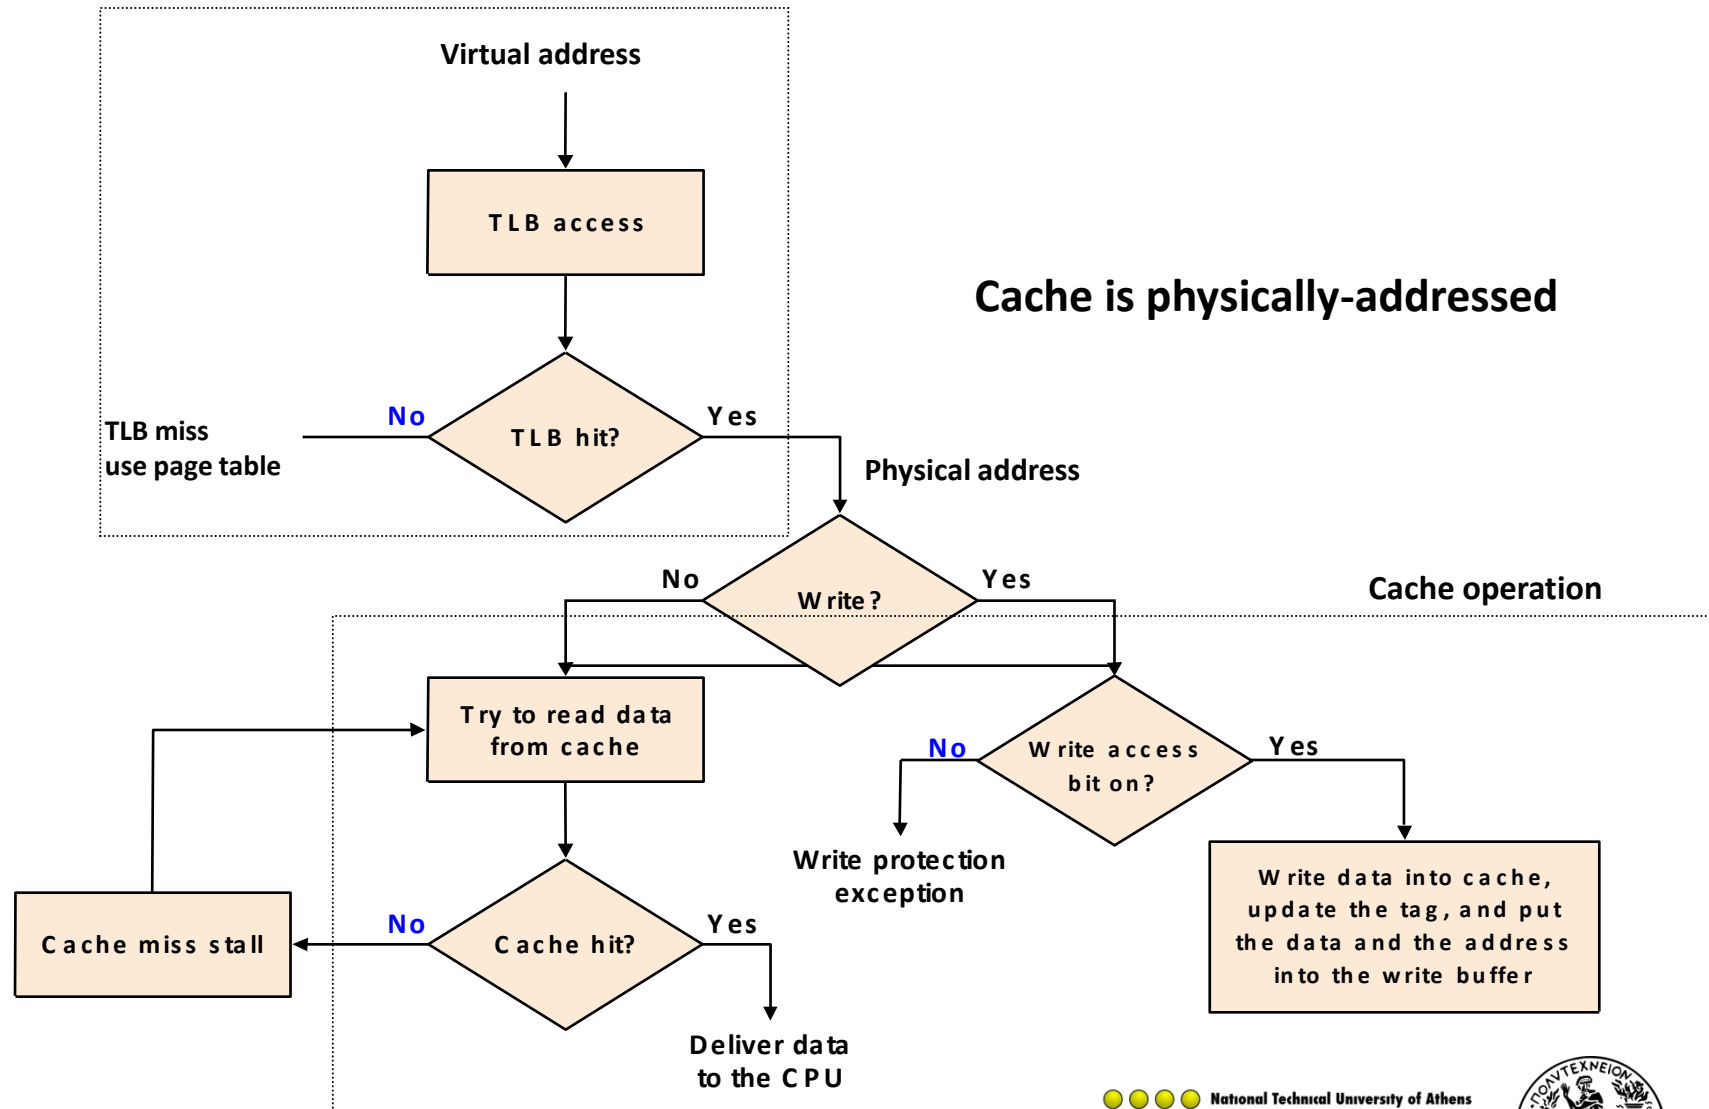 Virtual address
TLB access
Cache is physically-addressed
No
Yes
TLB hit?
TLB miss
use page table
Physical address
No
Yes
Write?
Cache operation
Try to read data
from cache
No
Yes
Write access
bit on?
Write protection
exception
Write data into cache,
update the tag, and put
the data and the address
into the write buffer
No
Yes
Cache miss stall
Cache hit?
Deliver data
to the CPU
National Technical University of Athens